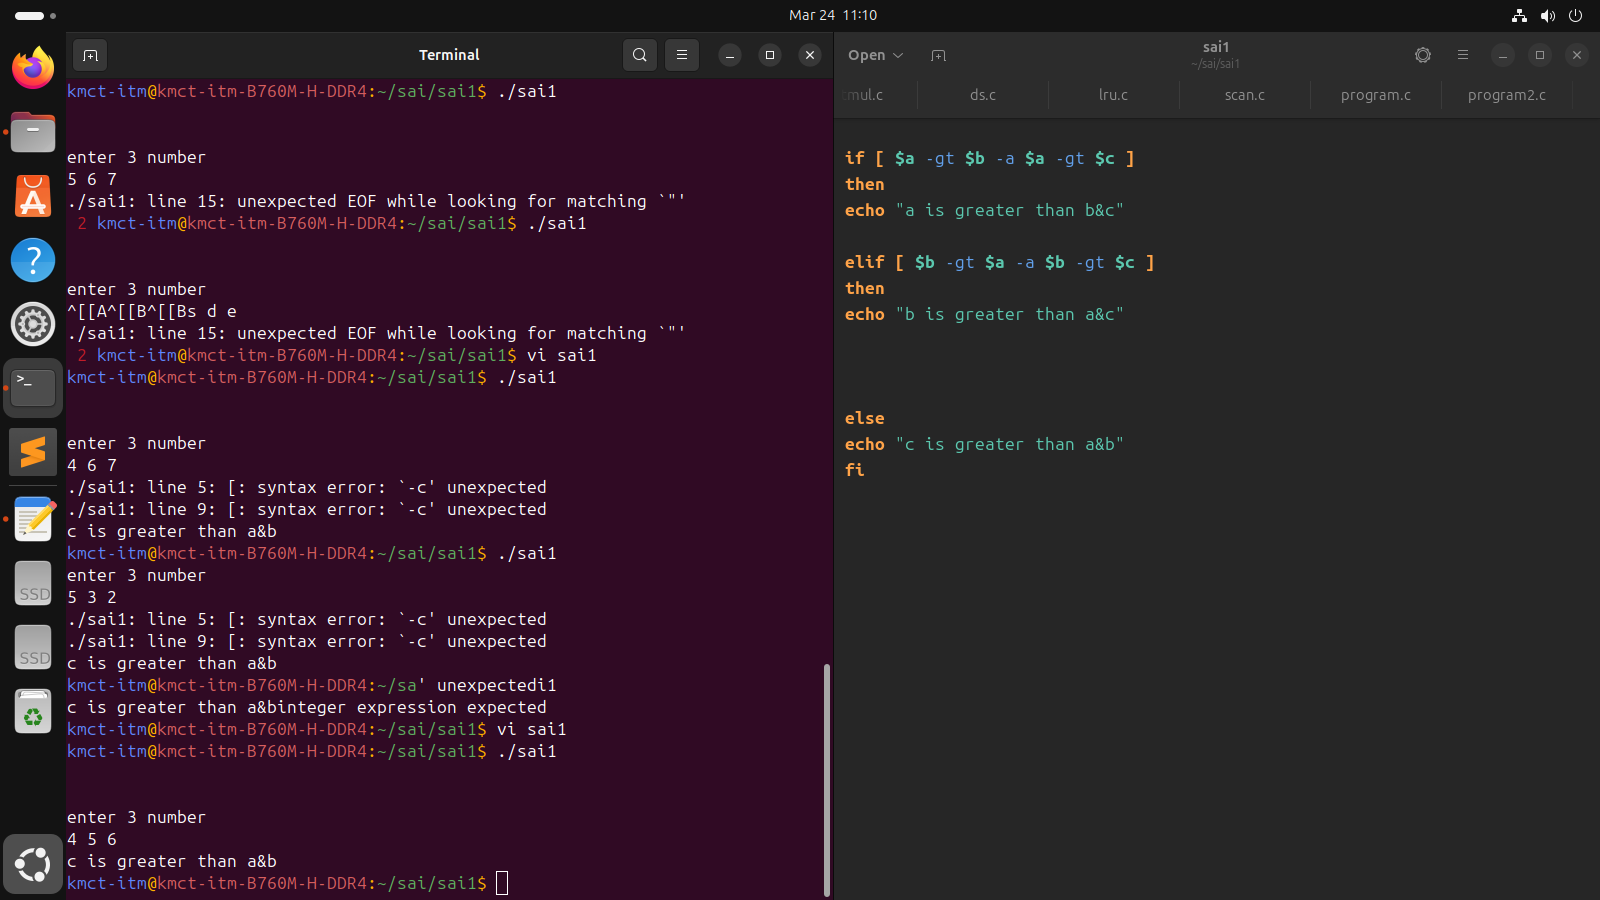 Mar 24 11:10
Terminal
kmct-itm@kmct-itm-B760M-H-DDR4:~/sai/sai1$ ./sai1
enter 3 number
5 6 7
./sai1: line 15: unexpected EOF while looking for matching `"'
2 kmct-itm@kmct-itm-B760M-H-DDR4:~/sai/sai1$ ./sai1
enter 3 number
^[[A^[[B^[[Bs d e
./sai1: line 15: unexpected EOF while looking for matching `"'
2 kmct-itm@kmct-itm-B760M-H-DDR4:~/sai/sai1$ vi sai1
kmct-itm@kmct-itm-B760M-H-DDR4:~/sai/sai1$ ./sai1
enter 3 number
4 6 7
./sai1: line 5: [: syntax error: `-c' unexpected
./sai1: line 9: [: syntax error: `-c' unexpected
c is greater than a&b
kmct-itm@kmct-itm-B760M-H-DDR4:~/sai/sai1$ ./sai1
enter 3 number
5 3 2
./sai1: line 5: [: syntax error: `-c' unexpected
./sai1: line 9: [: syntax error: `-c' unexpected
c is greater than a&b
kmct-itm@kmct-itm-B760M-H-DDR4:~/sa' unexpectedi1
c is greater than a&binteger expression expected
kmct-itm@kmct-itm-B760M-H-DDR4:~/sai/sai1$ vi sai1
kmct-itm@kmct-itm-B760M-H-DDR4:~/sai/sai1$ ./sai1
enter 3 number
4 5 6
c is greater than a&b
kmct-itm@kmct-itm-B760M-H-DDR4:~/sai/sai1$
Open
sai1
~/sai/sai1
tmul.c ds.c lru.c scan.c program.c program2.c
if [ $a -gt $b -a $a -gt $c ]
then
echo "a is greater than b&c"
elif [ $b -gt $a -a $b -gt $c ]
then
echo "b is greater than a&c"
else
echo "c is greater than a&b"
fi
SSD
SSD